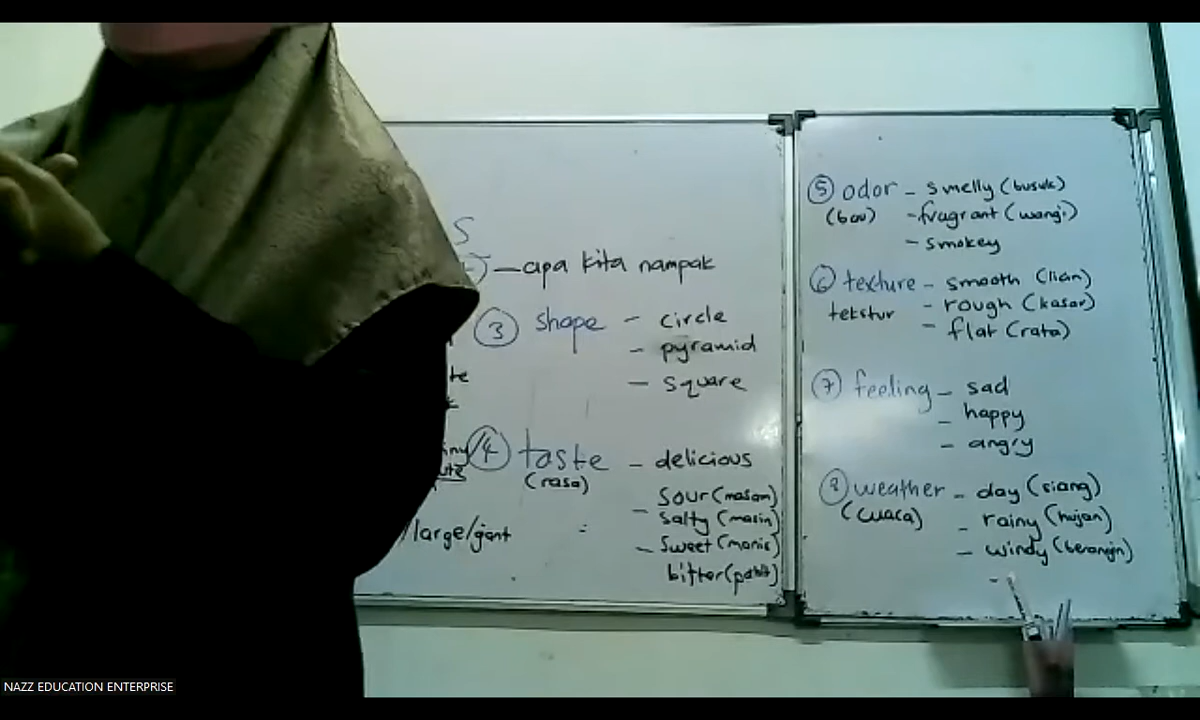 S
— apa kita nampak
③ shape – circle
– pyramid
– square
④ taste – delicious
(rasa)
– sour (masam)
salty (masin)
– sweet (manis)
bitter (pahit)
/large/giant
⑤ odor – smelly (busuk)
(bau) – fragrant (wangi)
– smokey
⑥ texture – smooth (lian)
tekstur – rough (kasar)
– flat (rata)
⑦ feeling – sad
– happy
– angry
⑧ weather – day (siang)
(cuaca) – rainy (hujan)
– windy (berangin)
-
NAZZ EDUCATION ENTERPRISE